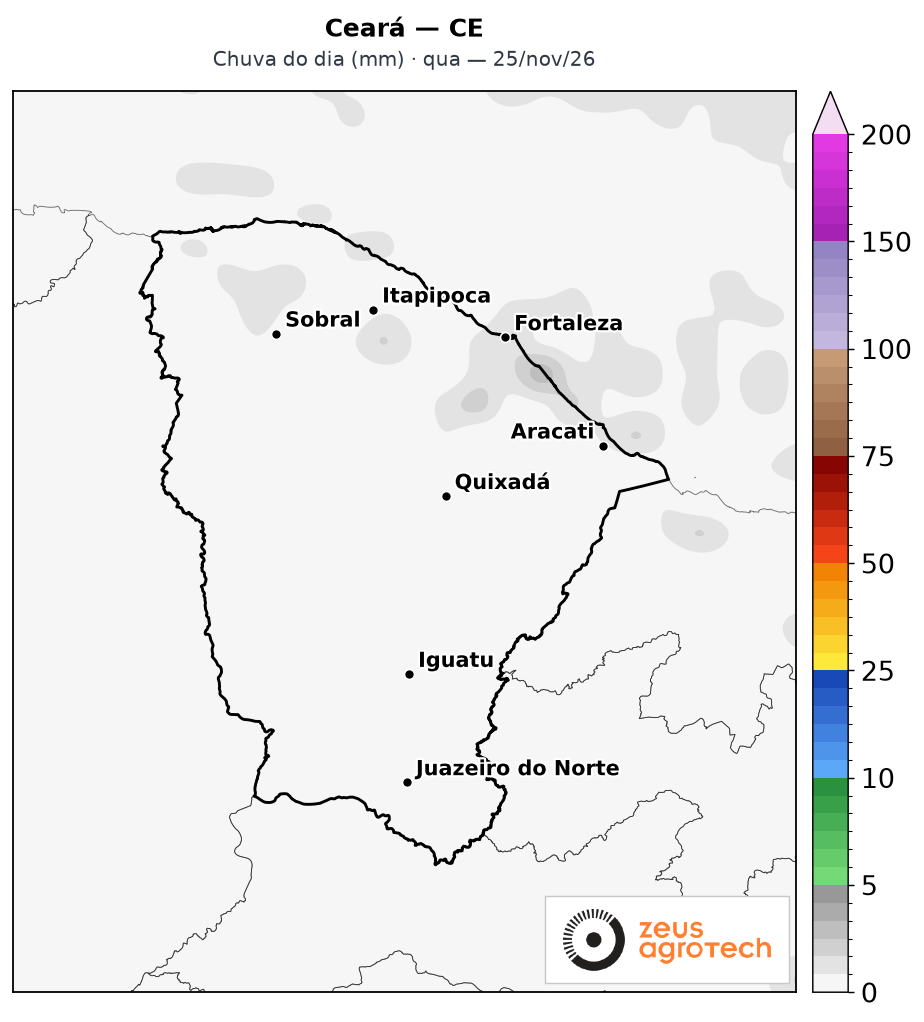 Ceará — CE
Chuva do dia (mm) · qua — 25/nov/26
200
150
100
75
50
25
10
5
0
Itapipoca
Sobral
Fortaleza
Aracati
Quixadá
Iguatu
Juazeiro do Norte
zeus
agrotech